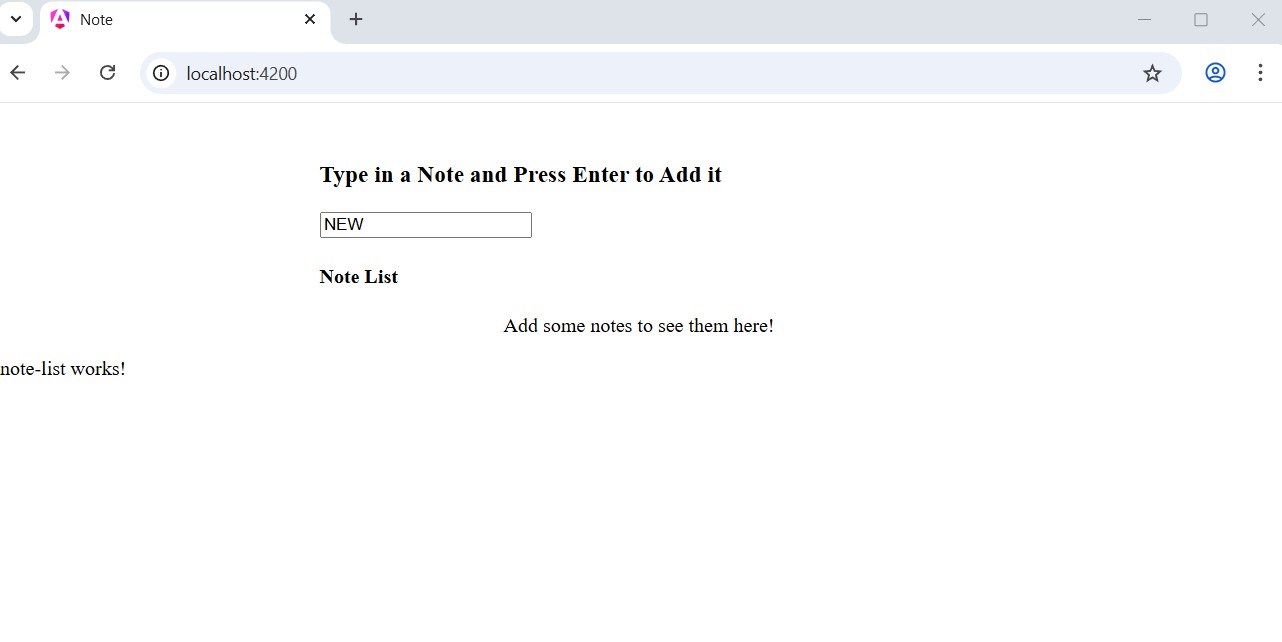 Note
localhost:4200
Type in a Note and Press Enter to Add it
NEW
Note List
Add some notes to see them here!
note-list works!